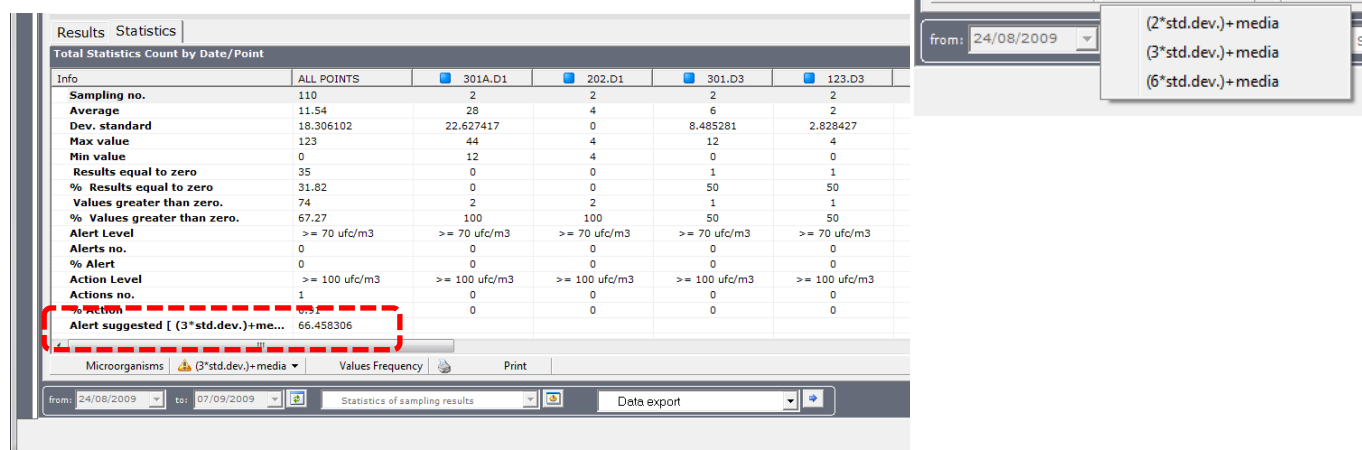 Results Statistics
Total Statistics Count by Date/Point
Info ALL POINTS 301A.D1 202.D1 301.D3 123.D3
Sampling no. 110 2 2 2 2
Average 11.54 28 4 6 2
Dev. standard 18.306102 22.627417 0 8.485281 2.828427
Max value 123 44 4 12 4
Min value 0 12 4 0 0
Results equal to zero 35 0 0 1 1
% Results equal to zero 31.82 0 0 50 50
Values greater than zero. 74 2 2 1 1
% Values greater than zero. 67.27 100 100 50 50
Alert Level >= 70 ufc/m3 >= 70 ufc/m3 >= 70 ufc/m3 >= 70 ufc/m3 >= 70 ufc/m3
Alerts no. 0 0 0 0 0
% Alert 0 0 0 0 0
Action Level >= 100 ufc/m3 >= 100 ufc/m3 >= 100 ufc/m3 >= 100 ufc/m3 >= 100 ufc/m3
Actions no. 1 0 0 0 0
% Action 0.91 0 0 0 0
Alert suggested [ (3*std.dev.)+me... 66.458306
Microorganisms (3*std.dev.)+media Values Frequency Print
from: 24/08/2009 to: 07/09/2009 Statistics of sampling results Data export
(2*std.dev.)+media
from: 24/08/2009
(3*std.dev.)+media
(6*std.dev.)+media